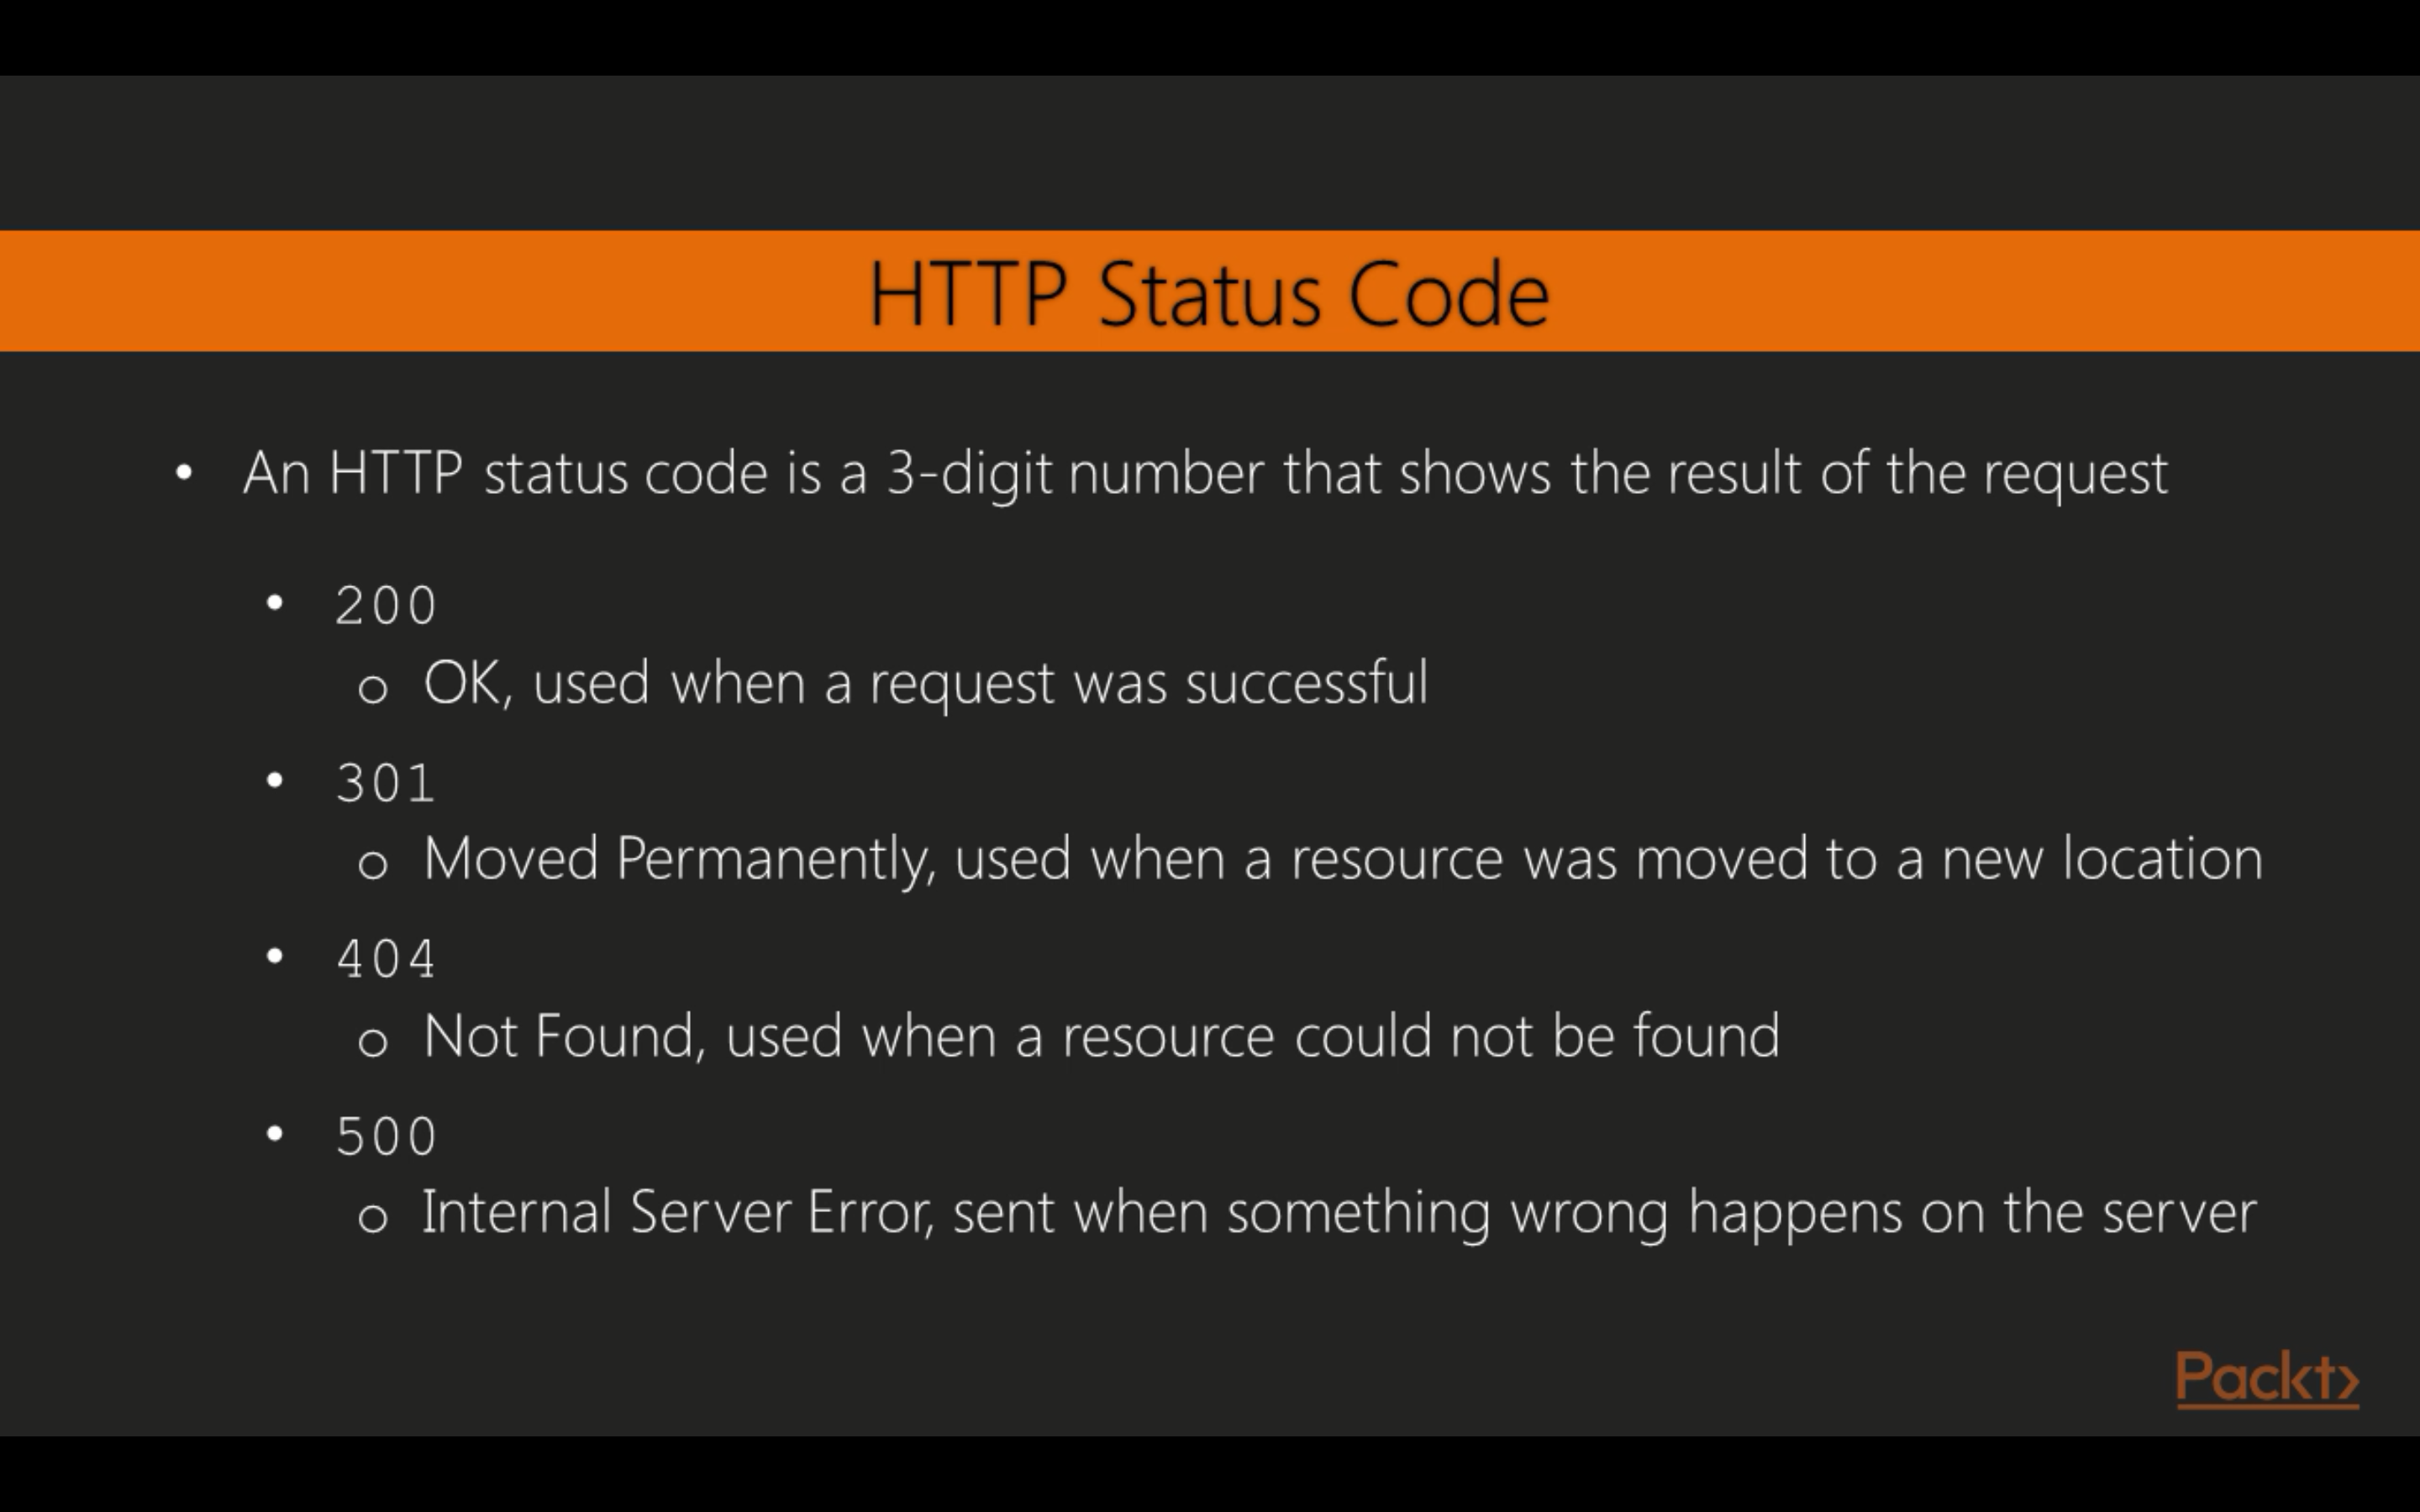 HTTP Status Code
• An HTTP status code is a 3-digit number that shows the result of the request
• 200
o OK, used when a request was successful
• 301
o Moved Permanently, used when a resource was moved to a new location
• 404
o Not Found, used when a resource could not be found
• 500
o Internal Server Error, sent when something wrong happens on the server
Packt>